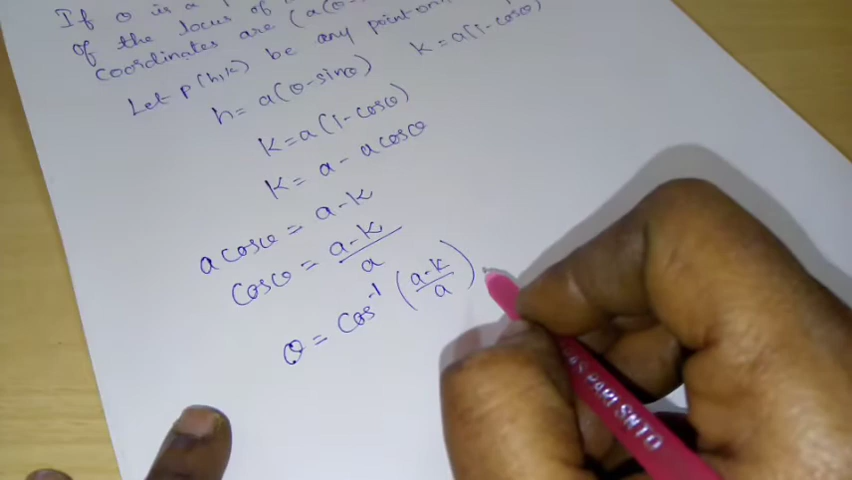 If θ is a
of the locus of
coordinates are (a(θ-
Let P(h,k) be any point on
h = a(θ-sinθ) k = a(1-cosθ)
k = a(1-cosθ)
k = a - a cosθ
a cosθ = a-k
cosθ = a-k/a
θ = cos⁻¹ (a-k/a)